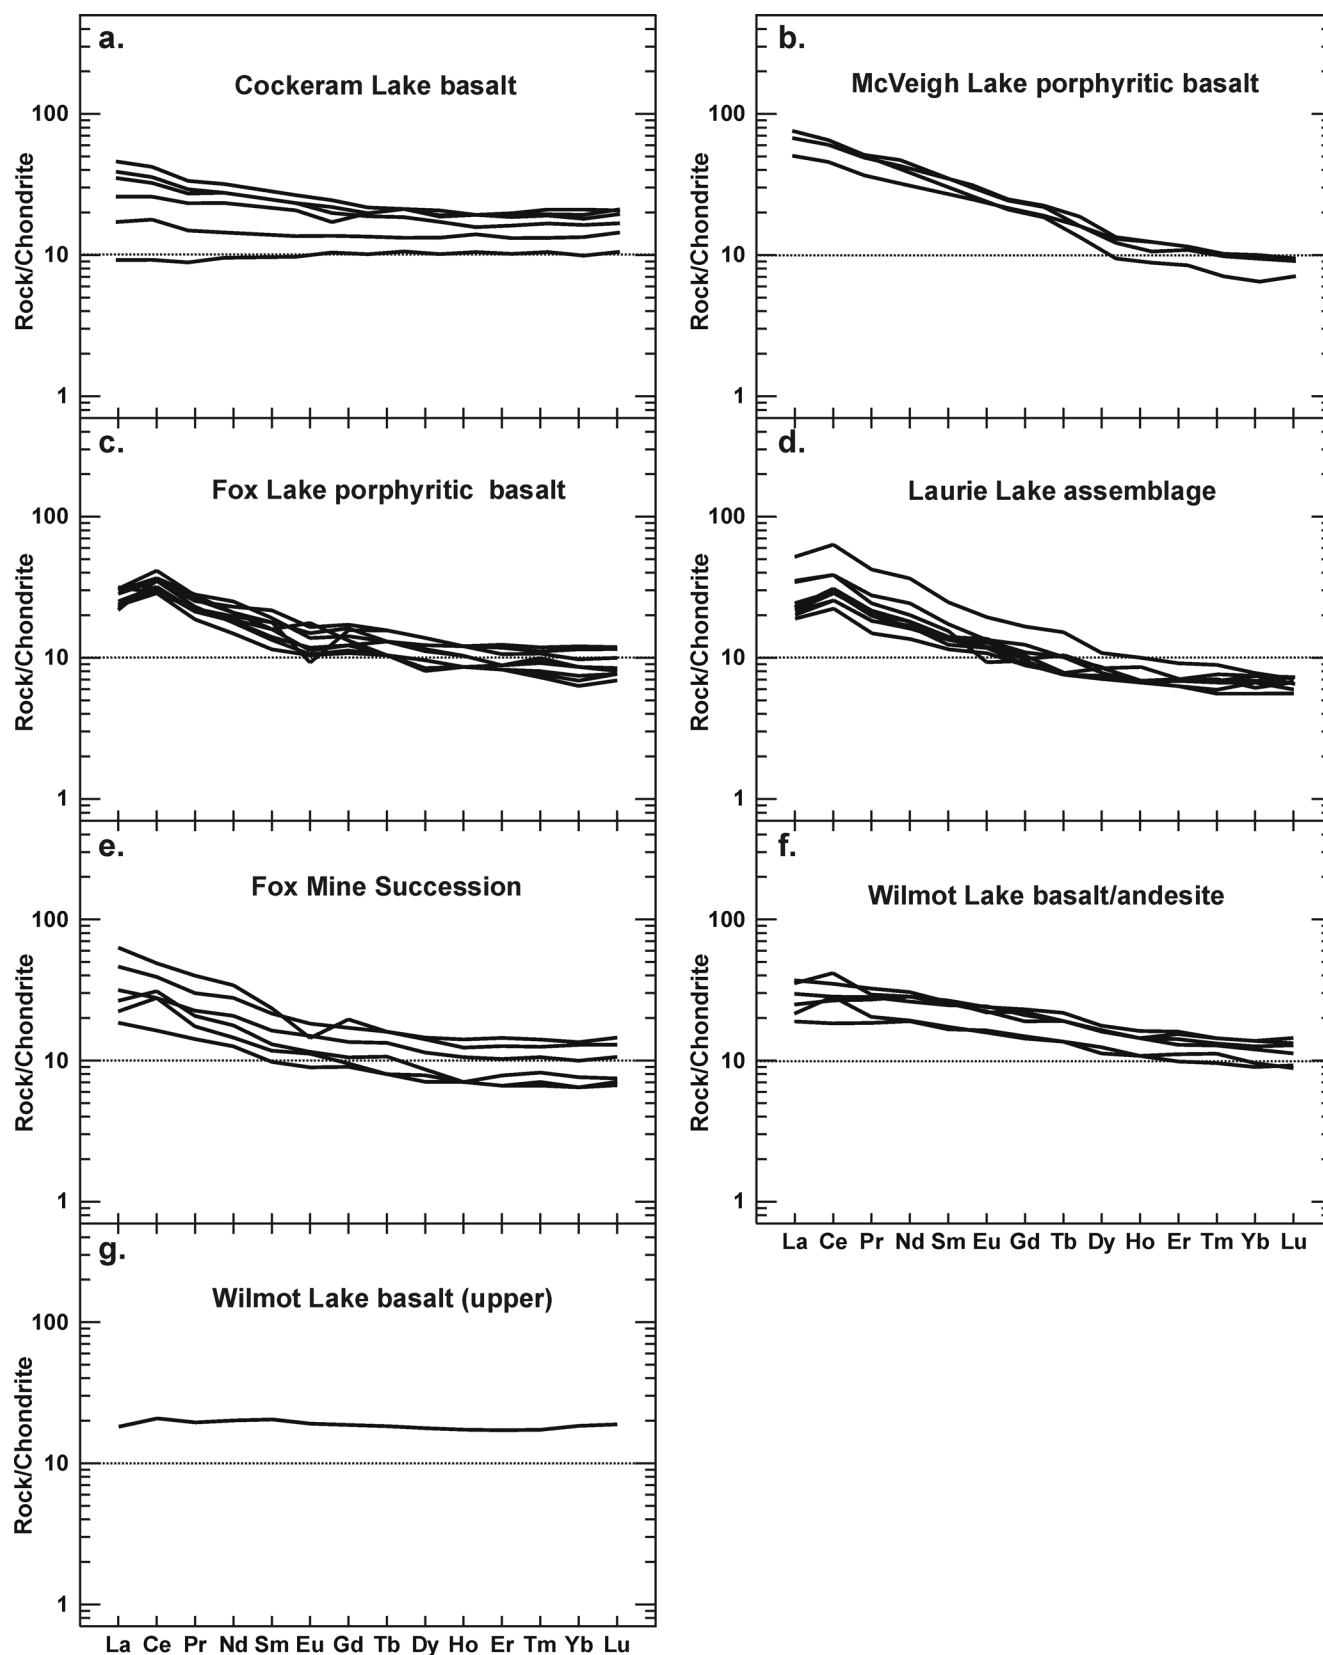 a.
Cockeram Lake basalt
100
10
1
Rock/Chondrite
b.
McVeigh Lake porphyritic basalt
100
10
1
Rock/Chondrite
c.
Fox Lake porphyritic basalt
100
10
1
Rock/Chondrite
d.
Laurie Lake assemblage
100
10
1
Rock/Chondrite
e.
Fox Mine Succession
100
10
1
Rock/Chondrite
f.
Wilmot Lake basalt/andesite
100
10
1
Rock/Chondrite
La Ce Pr Nd Sm Eu Gd Tb Dy Ho Er Tm Yb Lu
g.
Wilmot Lake basalt (upper)
100
10
1
Rock/Chondrite
La Ce Pr Nd Sm Eu Gd Tb Dy Ho Er Tm Yb Lu